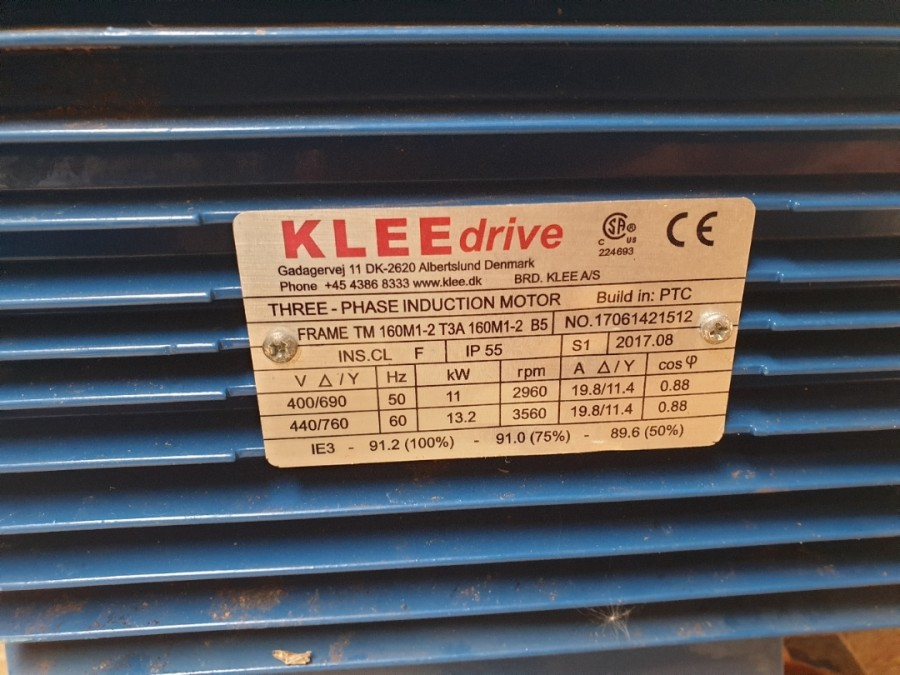 KLEE drive
C SA ® US
224693
CE
Gadagervej 11 DK-2620 Albertslund Denmark
Phone +45 4386 8333 www.klee.dk BRD. KLEE A/S
THREE - PHASE INDUCTION MOTOR Build in: PTC
FRAME TM 160M1-2 T3A 160M1-2 B5 NO.17061421512
INS.CL F IP 55 S1 2017.08
V Δ/Y Hz kW rpm A Δ/Y cos φ
400/690 50 11 2960 19.8/11.4 0.88
440/760 60 13.2 3560 19.8/11.4 0.88
IE3 - 91.2 (100%) - 91.0 (75%) - 89.6 (50%)